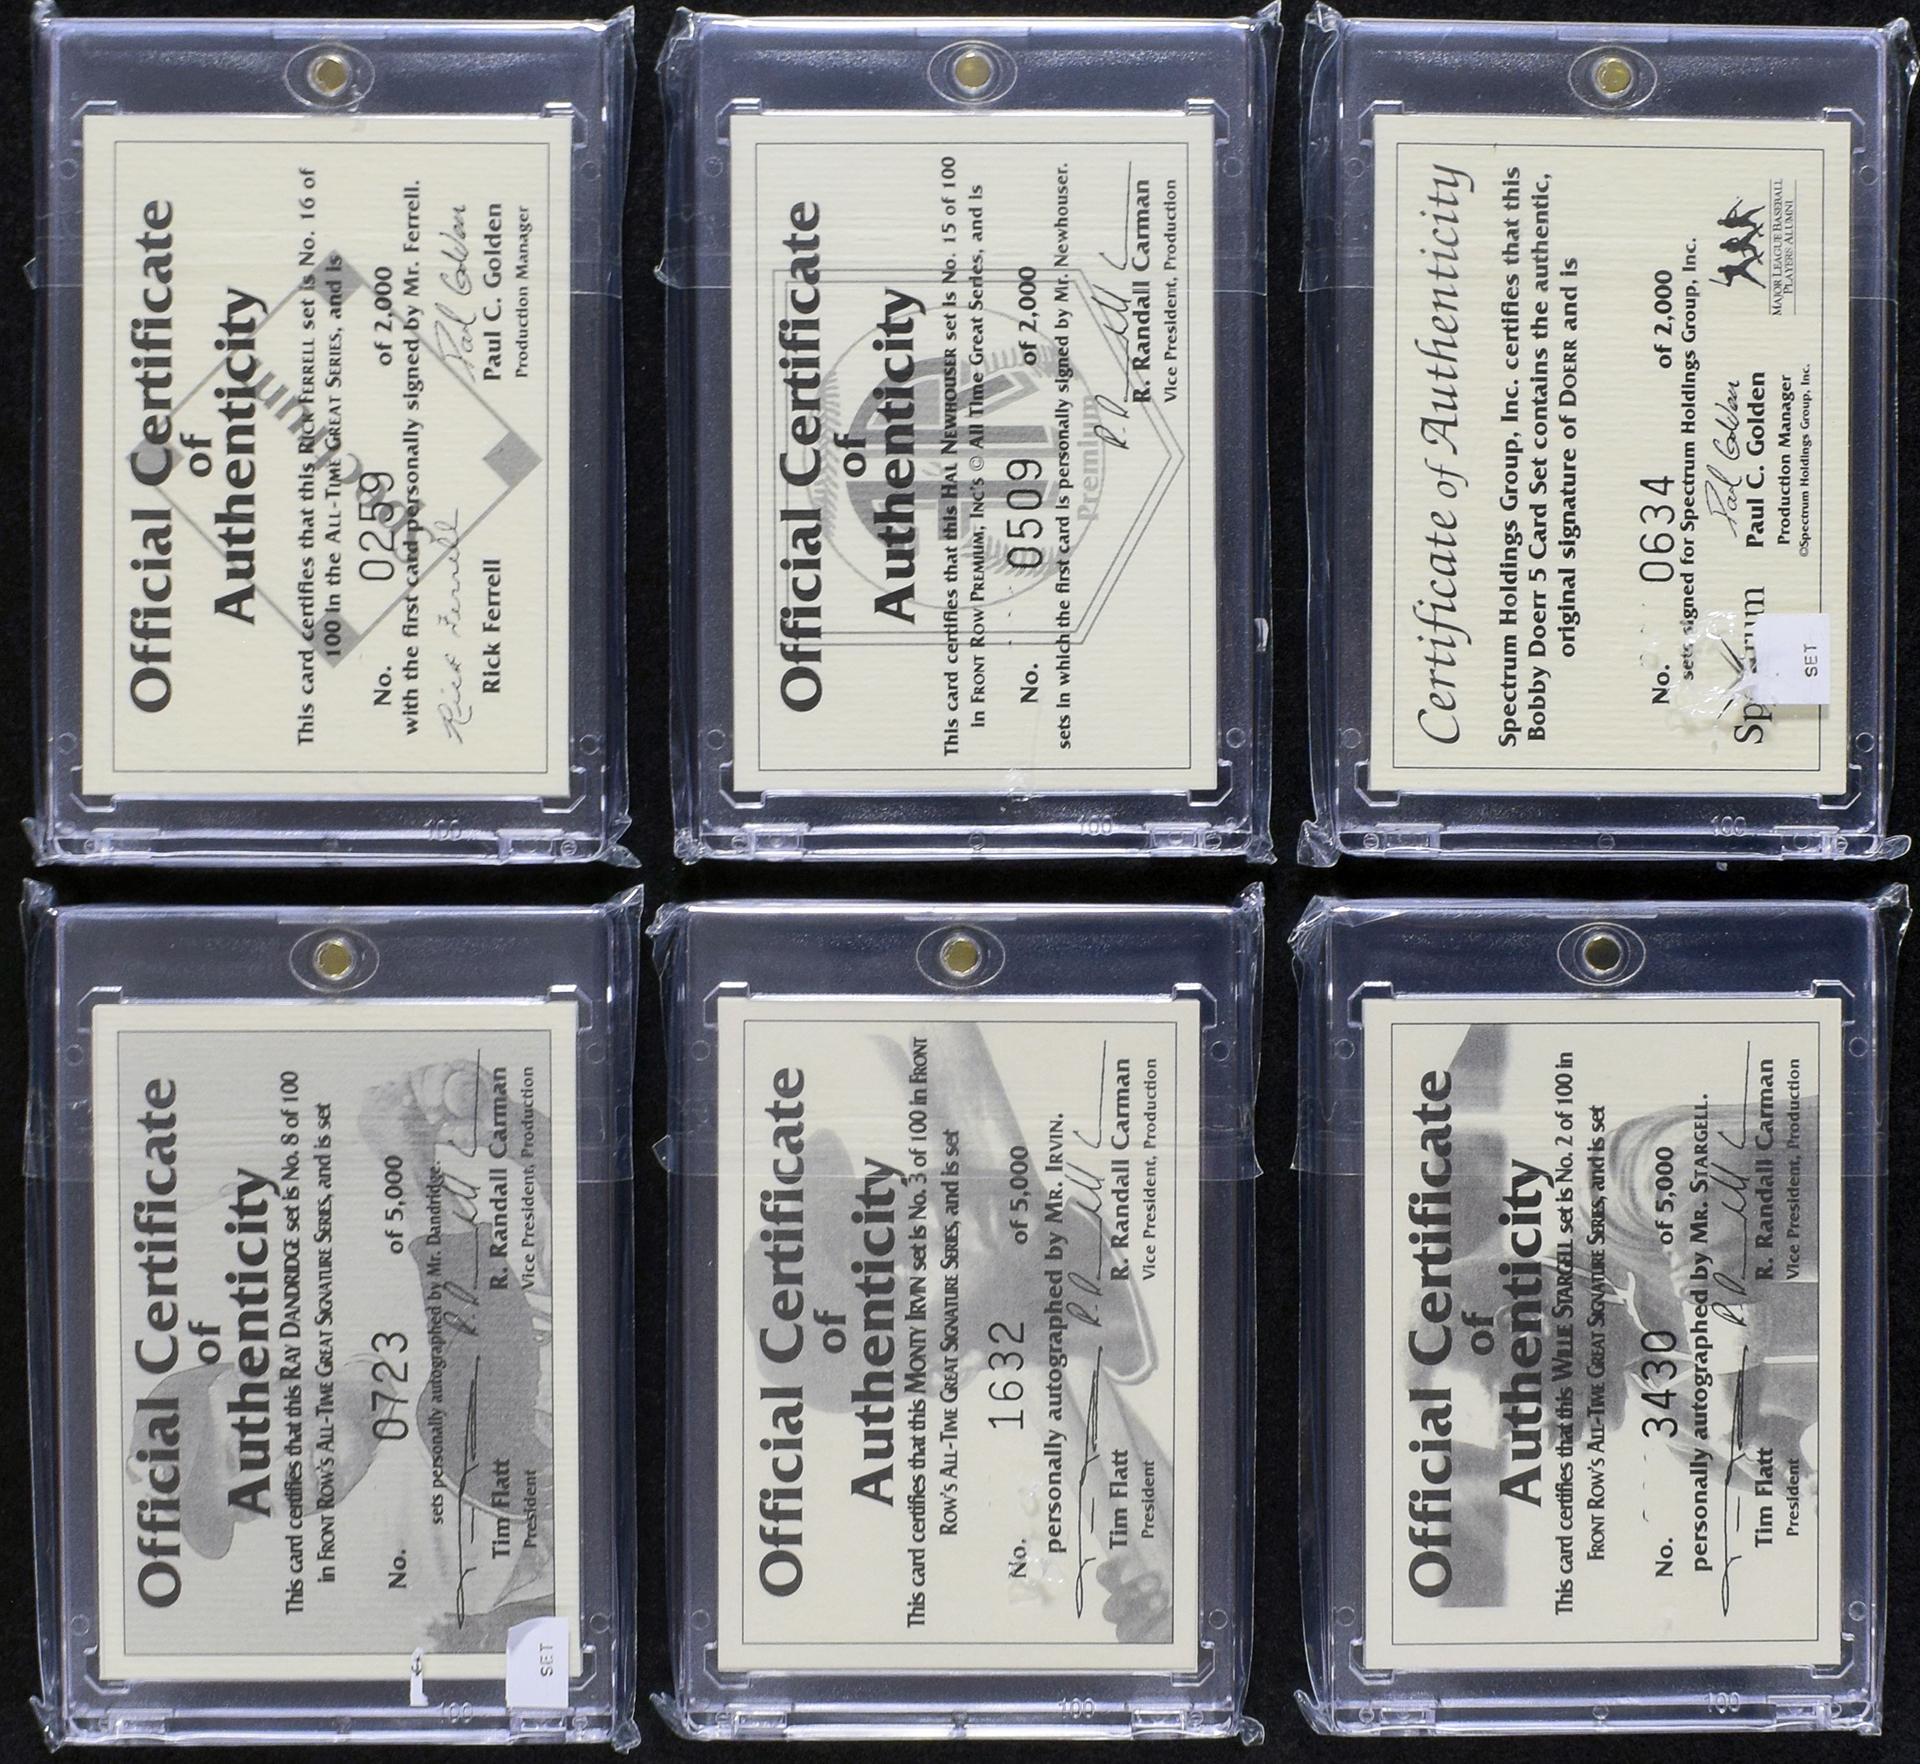 Official Certificate
of
Authenticity
This card certifies that this RICK FERRELL set is No. 16 of
100 in the ALL-TIME GREAT SERIES, and is
No. 0259 of 2,000
with the first card personally signed by Mr. Ferrell.
Rick Ferrell Paul Golden
Rick Ferrell Paul C. Golden
Production Manager
Official Certificate
of
Authenticity
This card certifies that this HAL NEWHOUSER set is No. 15 of 100
in FRONT ROW PREMIUM, INC'S © ALL TIME GREAT SERIES, and is
No. 0509 of 2,000
sets in which the first card is personally signed by Mr. Newhouser.
Premium
R. Randall Carman
Vice President, Production
Certificate of Authenticity
Spectrum Holdings Group, Inc. certifies that this
Bobby Doerr 5 Card Set contains the authentic,
original signature of DOERR and is
No. 0634 of 2,000
sets signed for Spectrum Holdings Group, Inc.
Paul Golden
Paul C. Golden
Production Manager
©Spectrum Holdings Group, Inc.
MAJOR LEAGUE BASEBALL
PLAYERS ALUMNI
SET
Official Certificate
of
Authenticity
This card certifies that this RAY DANDRIDGE set is No. 8 of 100
in FRONT ROW'S ALL-TIME GREAT SIGNATURE SERIES, and is set
No. 0723 of 5,000
sets personally autographed by Mr. Dandridge.
Tim Flatt R. Randall Carman
President Vice President, Production
SET
Official Certificate
of
Authenticity
This card certifies that this MONTY IRVIN set is No. 3 of 100 in FRONT
ROW'S ALL-TIME GREAT SIGNATURE SERIES, and is set
No. 1632 of 5,000
personally autographed by MR. IRVIN.
Tim Flatt R. Randall Carman
President Vice President, Production
Official Certificate
of
Authenticity
This card certifies that this WILLIE STARGELL set is No. 2 of 100 in
FRONT ROW'S ALL-TIME GREAT SIGNATURE SERIES, and is set
No. 3430 of 5,000
personally autographed by MR. STARGELL.
Tim Flatt R. Randall Carman
President Vice President, Production